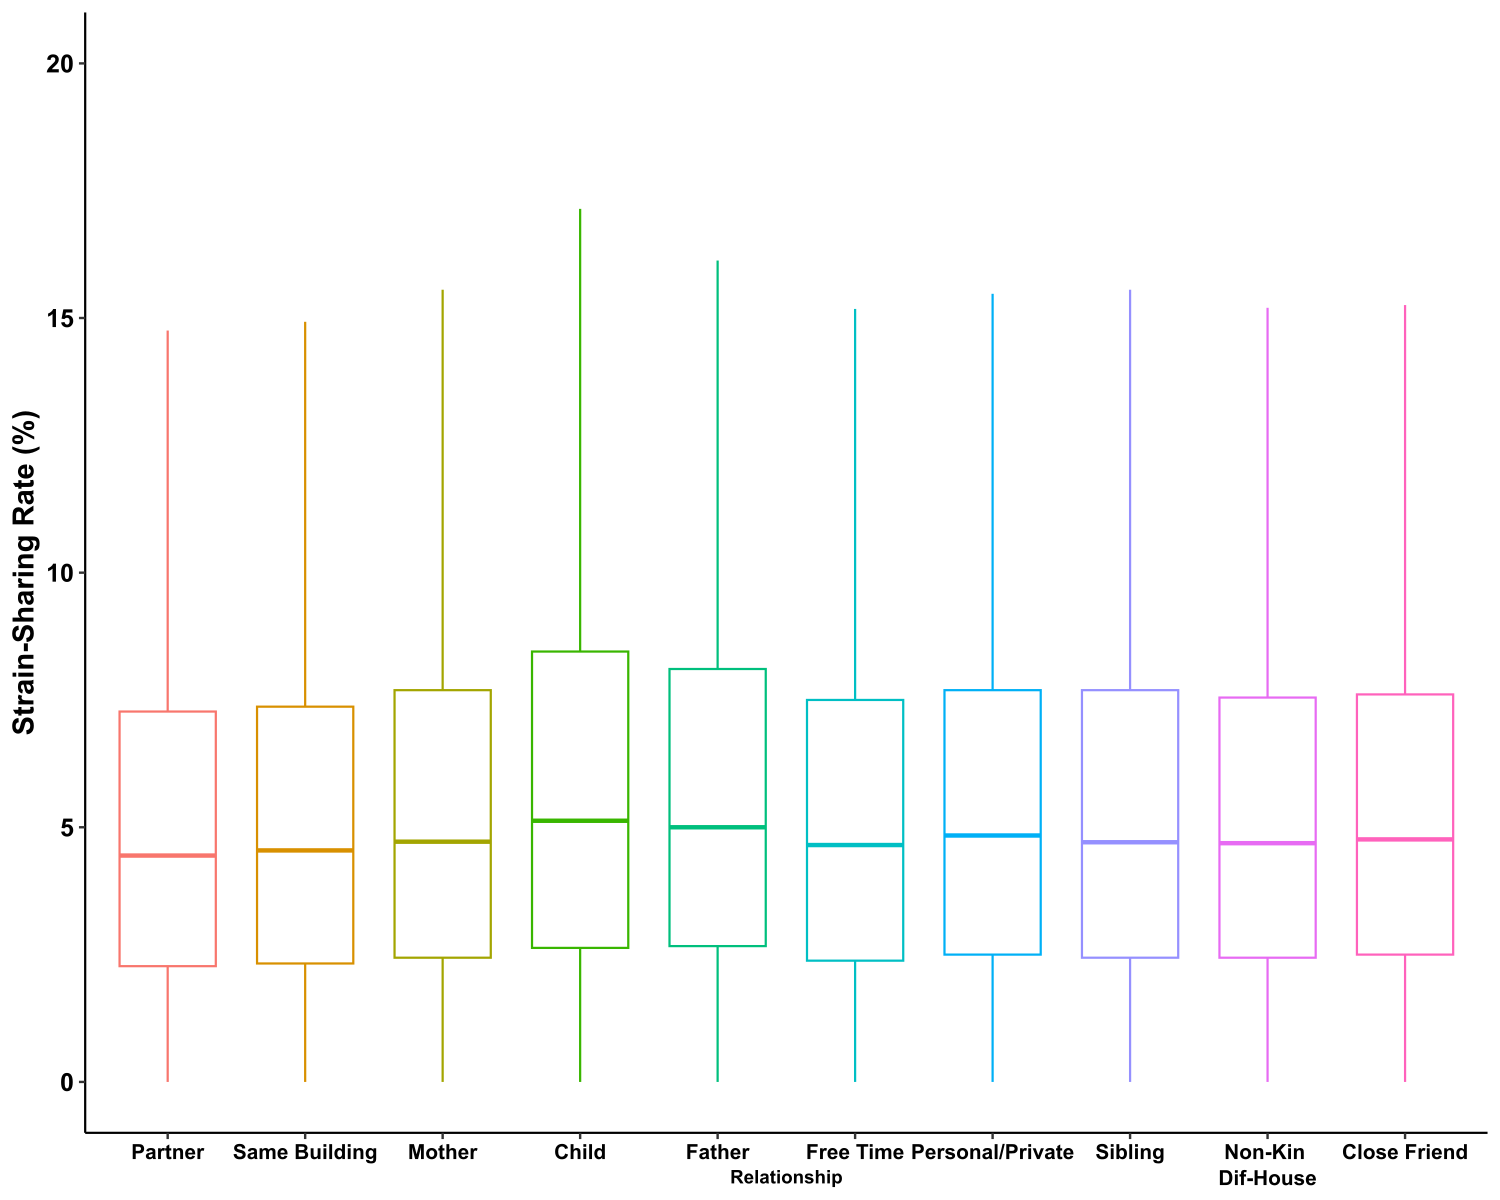 Strain-Sharing Rate (%)
20
15
10
5
0
Partner Same Building Mother Child Father Free Time Personal/Private Sibling Non-Kin Close Friend
Dif-House
Relationship